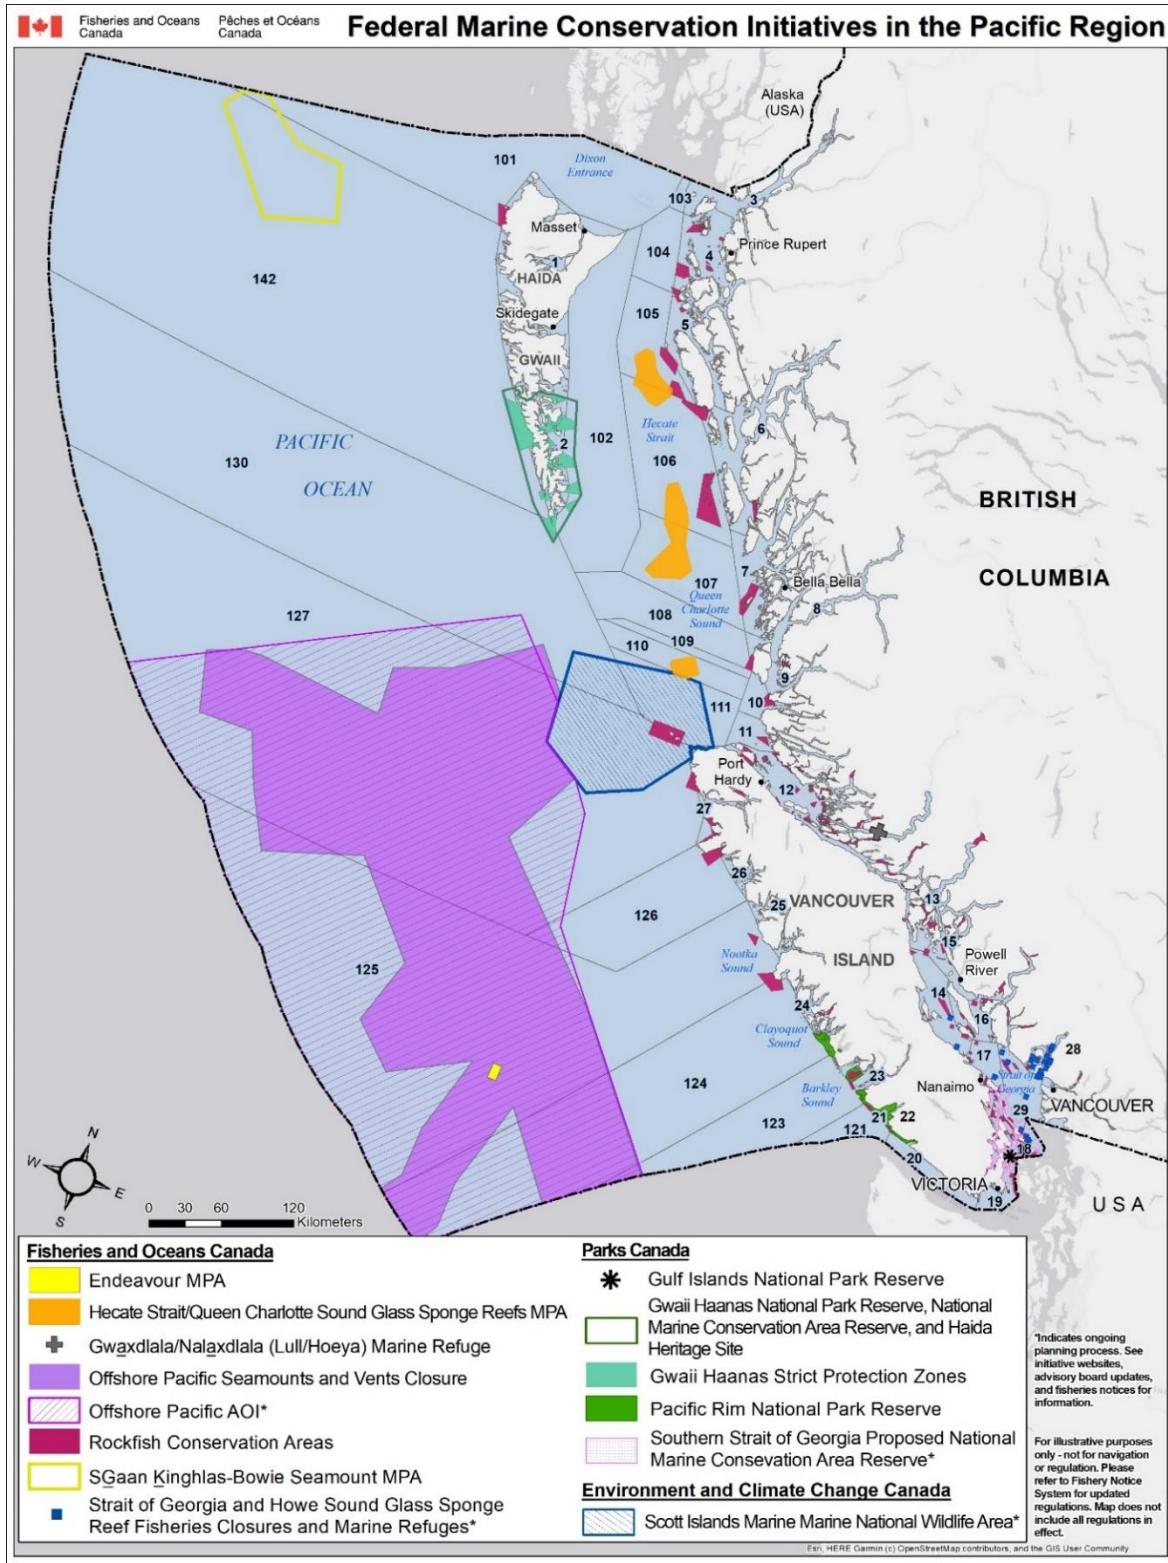 Fisheries and Oceans
Canada
Pêches et Océans
Canada
Federal Marine Conservation Initiatives in the Pacific Region
Alaska
(USA)
101
Dixon
Entrance
103
3
Masset
104
4
Prince Rupert
1
HAIDA
142
105
5
Skidegate
GWAII
PACIFIC
OCEAN
130
2
102
Hecate
Strait
6
106
BRITISH
COLUMBIA
7
Bella Bella
107
Queen
Charlotte
Sound
8
127
108
109
110
9
10
111
11
Port
Hardy
12
27
26
VANCOUVER
ISLAND
25
126
13
15
Powell
River
Nootka
Sound
125
24
14
16
Clayoquot
Sound
17
28
Strait of
Georgia
23
Nanaimo
124
Barkley
Sound
29
VANCOUVER
22
21
123
121
18
20
VICTORIA
19
U S A
N
W
E
S
0 30 60 120
Kilometers
Fisheries and Oceans Canada
Endeavour MPA
Hecate Strait/Queen Charlotte Sound Glass Sponge Reefs MPA
Gwaxdlala/Nalaxdlala (Lull/Hoeya) Marine Refuge
Offshore Pacific Seamounts and Vents Closure
Offshore Pacific AOI*
Rockfish Conservation Areas
SGaan Kinghlas-Bowie Seamount MPA
Strait of Georgia and Howe Sound Glass Sponge
Reef Fisheries Closures and Marine Refuges*
Parks Canada
Gulf Islands National Park Reserve
Gwaii Haanas National Park Reserve, National
Marine Conservation Area Reserve, and Haida
Heritage Site
Gwaii Haanas Strict Protection Zones
Pacific Rim National Park Reserve
Southern Strait of Georgia Proposed National
Marine Consevation Area Reserve*
Environment and Climate Change Canada
Scott Islands Marine Marine National Wildlife Area*
*Indicates ongoing
planning process. See
initiative websites,
advisory board updates,
and fisheries notices for
information.
For illustrative purposes
only - not for navigation
or regulation. Please
refer to Fishery Notice
System for updated
regulations. Map does not
include all regulations in
effect.
Esri, HERE Garmin (c) OpenStreetMap contributors, and the GIS User Community